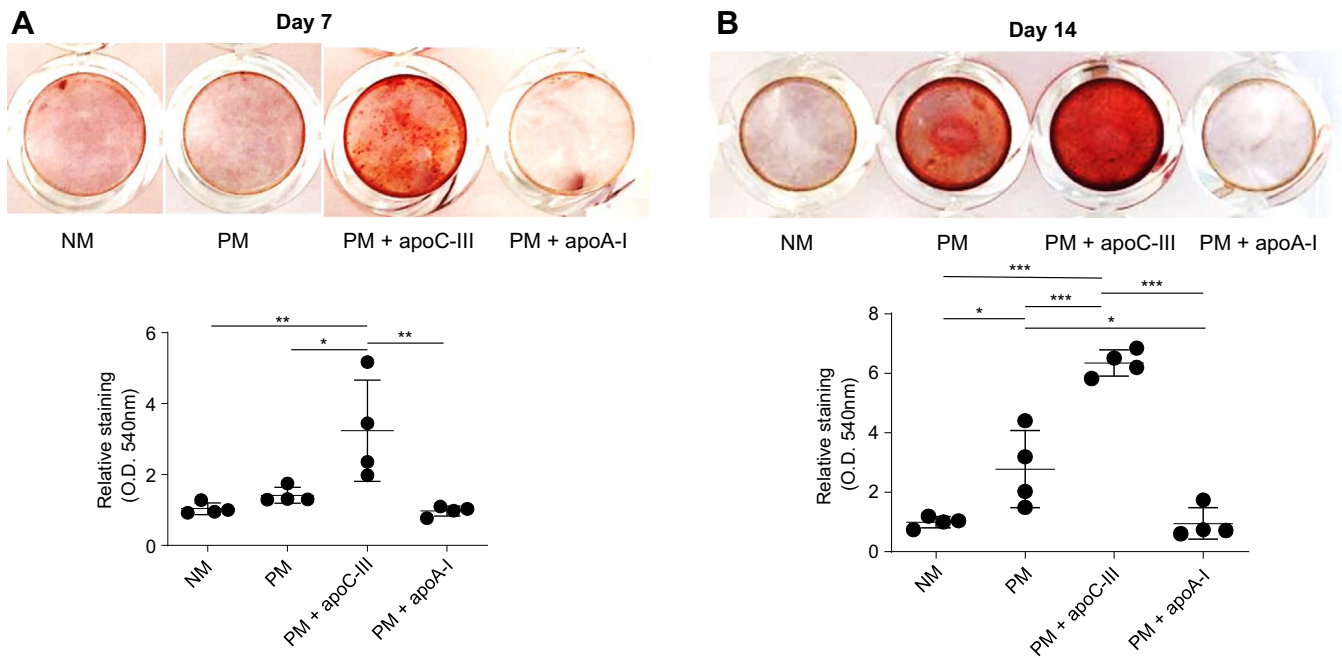 A
Day 7
NM
PM
PM + apoC-III
PM + apoA-I
Relative staining
(O.D. 540nm)
6
4
2
0
**
*
**
NM
PM
PM + apoC-III
PM + apoA-I
B
Day 14
NM
PM
PM + apoC-III
PM + apoA-I
Relative staining
(O.D. 540nm)
8
6
4
2
0
***
***
***
*
*
NM
PM
PM + apoC-III
PM + apoA-I